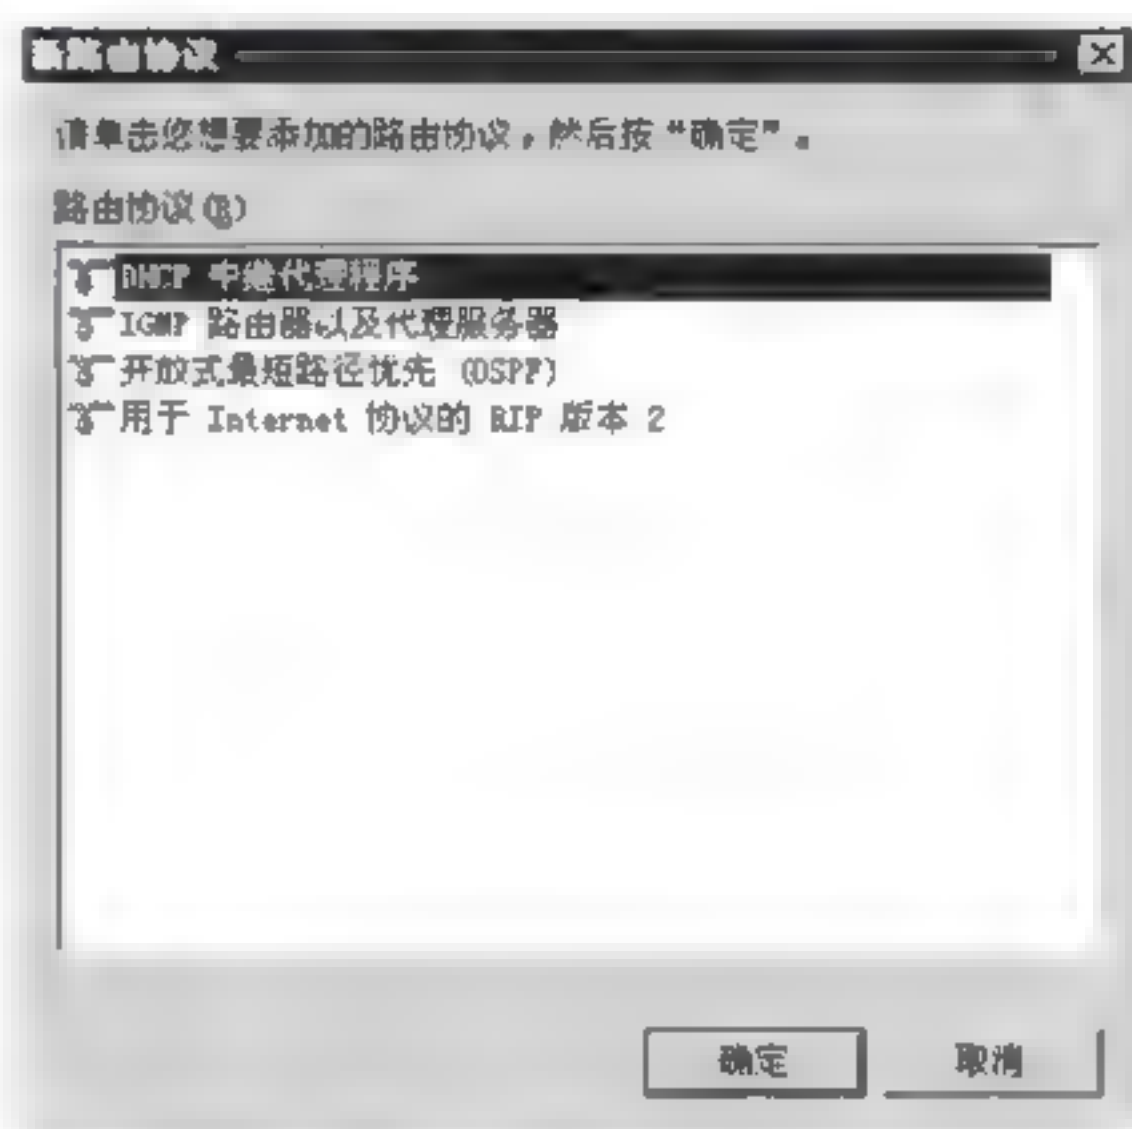 新路由协议
请单击您想要添加的路由协议，然后按“确定”。
路由协议(R)
DHCP 中继代理程序
IGMP 路由器以及代理服务器
开放式最短路径优先 (OSPF)
用于 Internet 协议的 RIP 版本 2
确定
取消